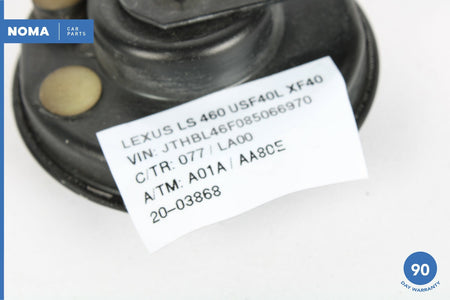 NOMA CAR PARTS
LEXUS LS 460 USF40L XF40
VIN: JTHBL46F085066970
C/TR: 077 / LA00
A/TM: A01A / AA80E
20-03868
90
DAY WARRANTY